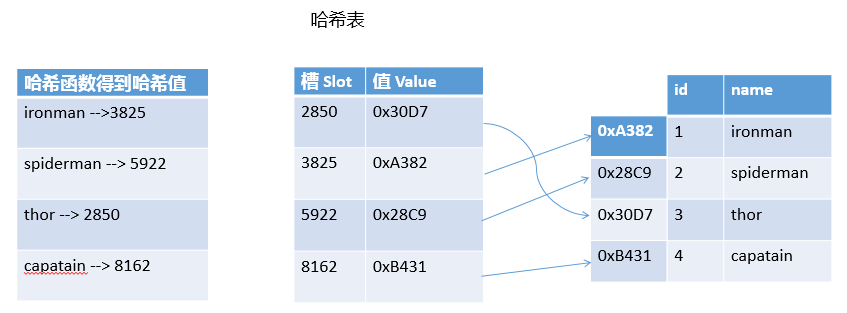 哈希表
哈希函数得到哈希值
ironman -->3825
spiderman --> 5922
thor --> 2850
capatain --> 8162
槽 Slot 值 Value
2850 0x30D7
3825 0xA382
5922 0x28C9
8162 0xB431
id name
0xA382 1 ironman
0x28C9 2 spiderman
0x30D7 3 thor
0xB431 4 capatain